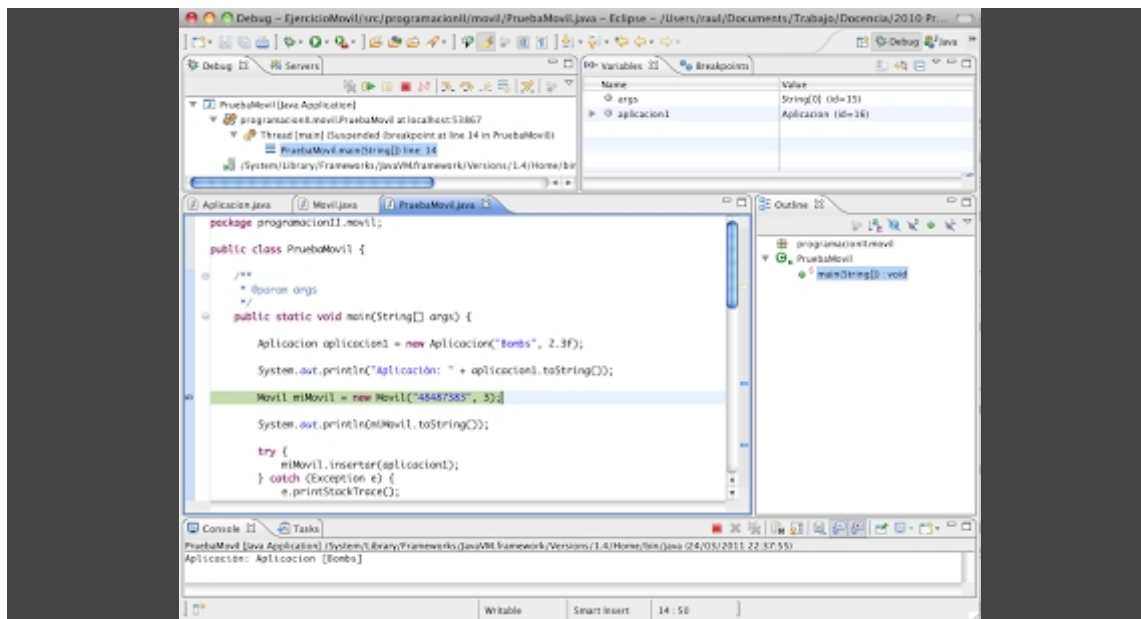 Debug - EjercicioMovil/src/programacionII/movil/PruebaMovil.java - Eclipse - /Users/raul/Documents/Trabajo/Docencia/2010 Pr...
Debug Java
Debug Servers
PruebaMovil [Java Application]
programacionII.movil.PruebaMovil at localhost:53867
Thread [main] (Suspended (breakpoint at line 14 in PruebaMovil))
PruebaMovil.main(String[]) line: 14
/System/Library/Frameworks/JavaVM.framework/Versions/1.4/Home/bin
Variables Breakpoints
Name Value
args String[0] (id=15)
aplicacion1 Aplicacion (id=16)
Aplicacion.java Movil.java PruebaMovil.java
package programacionII.movil;
public class PruebaMovil {
/**
* @param args
*/
public static void main(String[] args) {
Aplicacion aplicacion1 = new Aplicacion("Bombs", 2.3f);
System.out.println("Aplicación: " + aplicacion1.toString());
Movil miMovil = new Movil("48487383", 3);
System.out.println(miMovil.toString());
try {
miMovil.insertar(aplicacion1);
} catch (Exception e) {
e.printStackTrace();
Outline
programacionII.movil
PruebaMovil
main(String[]) : void
Console Tasks
PruebaMovil [Java Application] /System/Library/Frameworks/JavaVM.framework/Versions/1.4/Home/bin/java (24/03/2011 22:37:55)
Aplicación: Aplicacion [Bombs]
Writable Smart Insert 14 : 50